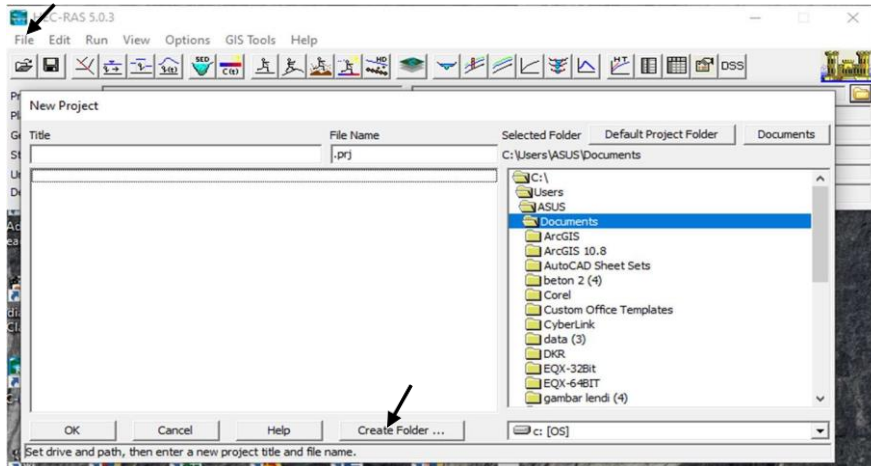 HEC-RAS 5.0.3
File Edit Run View Options GIS Tools Help
DSS
New Project
Title File Name Selected Folder Default Project Folder Documents
.prj C:\Users\ASUS\Documents
C:\
Users
ASUS
Documents
ArcGIS
ArcGIS 10.8
AutoCAD Sheet Sets
beton 2 (4)
Corel
Custom Office Templates
CyberLink
data (3)
DKR
EQX-32Bit
EQX-64BIT
gambar lendi (4)
OK Cancel Help Create Folder ... c: [OS]
Set drive and path, then enter a new project title and file name.